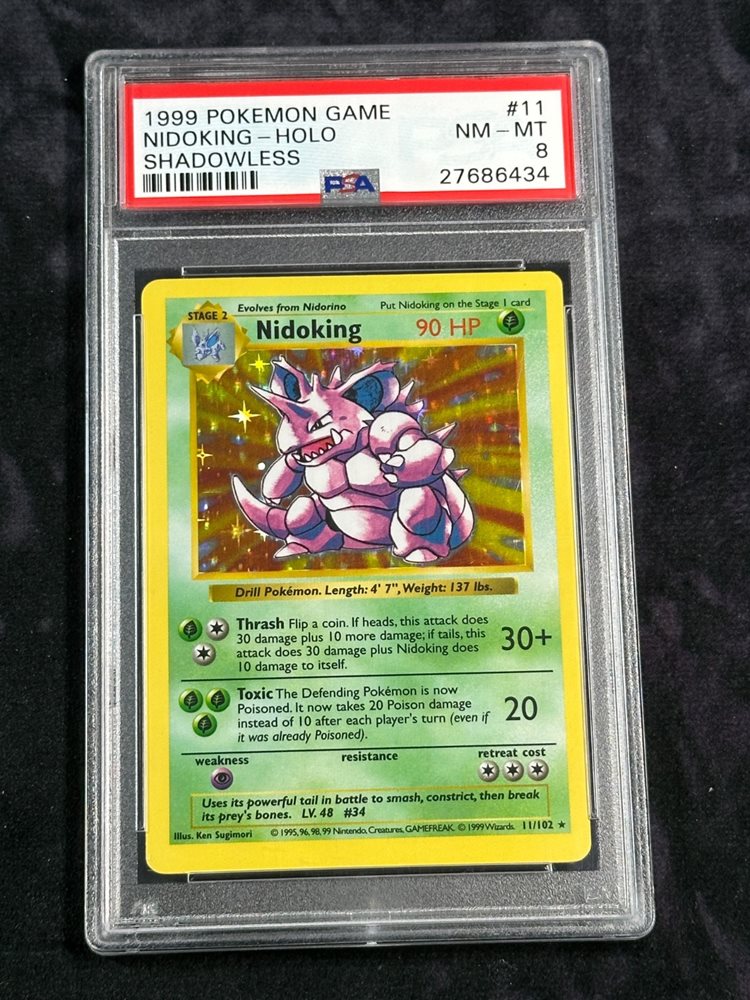 1999 POKEMON GAME #11
NIDOKING - HOLO NM - MT
SHADOWLESS 8
PSA 27686434
Evolves from Nidorino Put Nidoking on the Stage 1 card
STAGE 2
Nidoking 90 HP
Drill Pokémon. Length: 4' 7", Weight: 137 lbs.
Thrash Flip a coin. If heads, this attack does
30 damage plus 10 more damage; if tails, this
attack does 30 damage plus Nidoking does
10 damage to itself.
30+
Toxic The Defending Pokémon is now
Poisoned. It now takes 20 Poison damage
instead of 10 after each player's turn (even if
it was already Poisoned).
20
weakness resistance retreat cost
Uses its powerful tail in battle to smash, constrict, then break
its prey's bones. LV. 48 #34
Illus. Ken Sugimori © 1995, 96, 98, 99 Nintendo, Creatures, GAMEFREAK. © 1999 Wizards. 11/102 ★